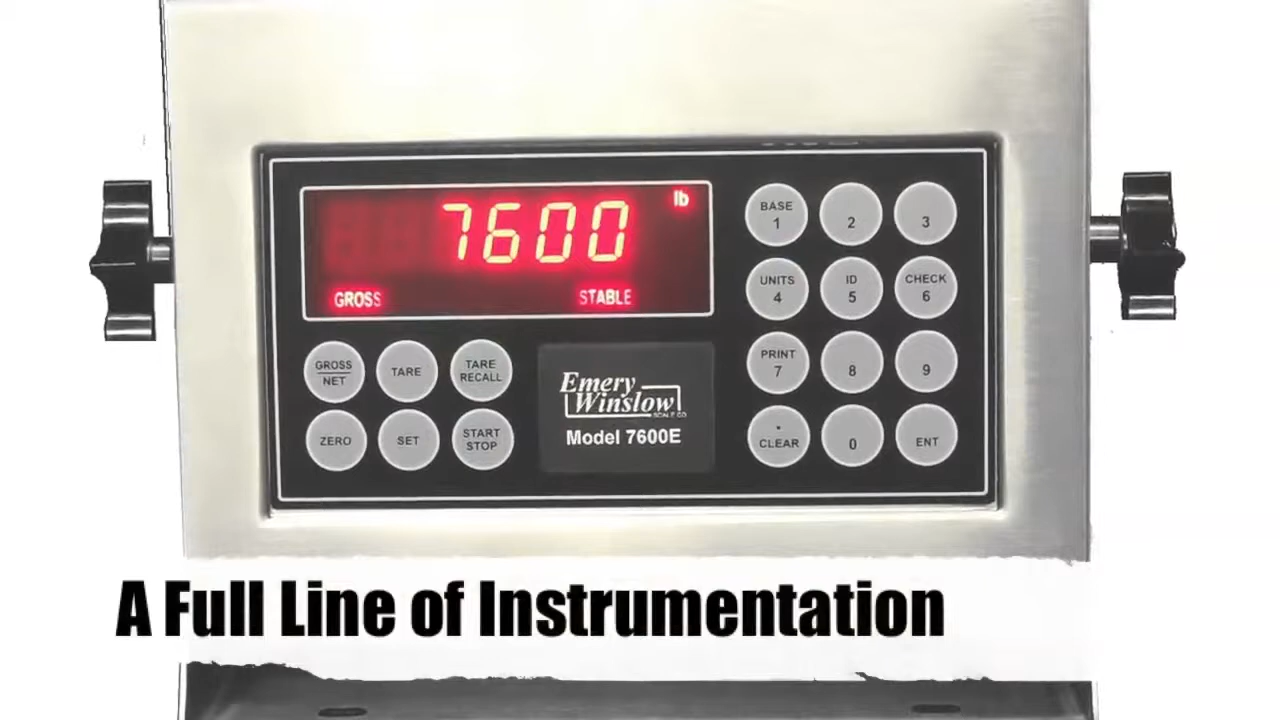 7600
lb
GROSS
STABLE
GROSS
NET
TARE
TARE
RECALL
ZERO
SET
START
STOP
Emery
Winslow
SCALE CO
Model 7600E
BASE
1
2
3
UNITS
4
ID
5
CHECK
6
PRINT
7
8
9
.
CLEAR
0
ENT
A Full Line of Instrumentation